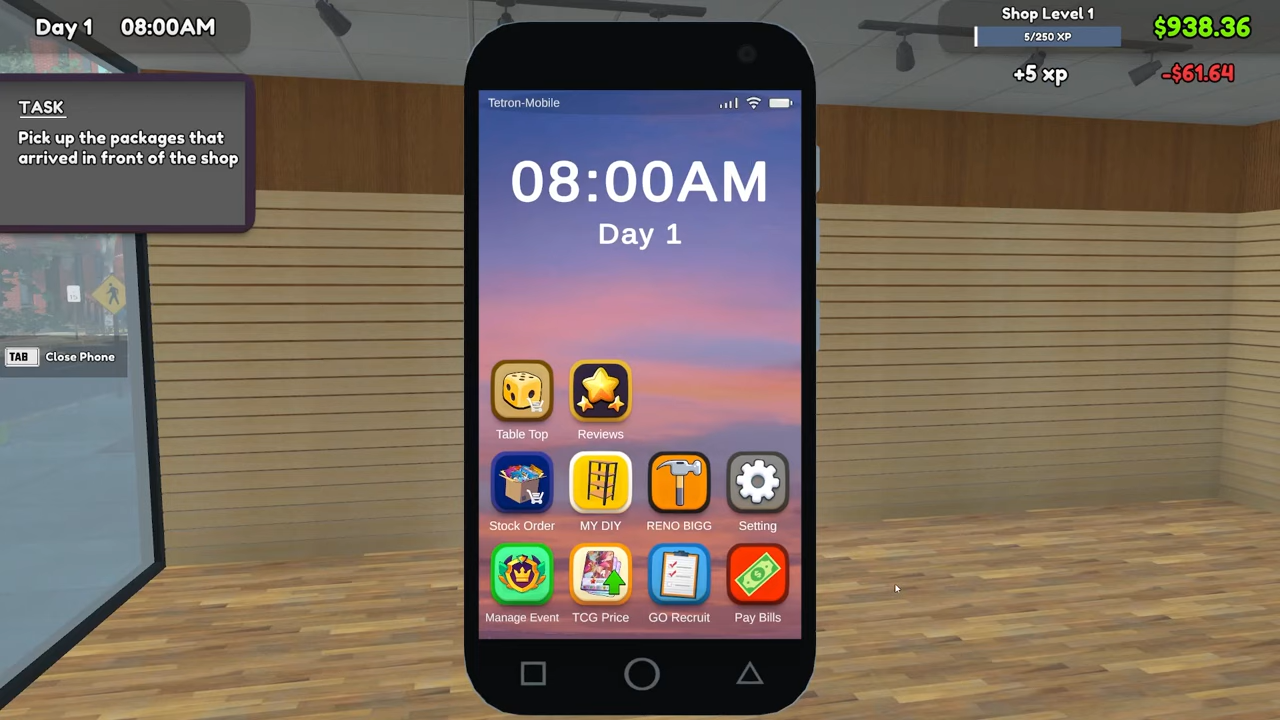 Day 1 08:00AM
Shop Level 1
5/250 XP
$938.36
+5 xp
-$61.64
TASK
Pick up the packages that
arrived in front of the shop
TAB Close Phone
Tetron-Mobile
08:00AM
Day 1
Table Top Reviews
Stock Order MY DIY RENO BIGG Setting
Manage Event TCG Price GO Recruit Pay Bills